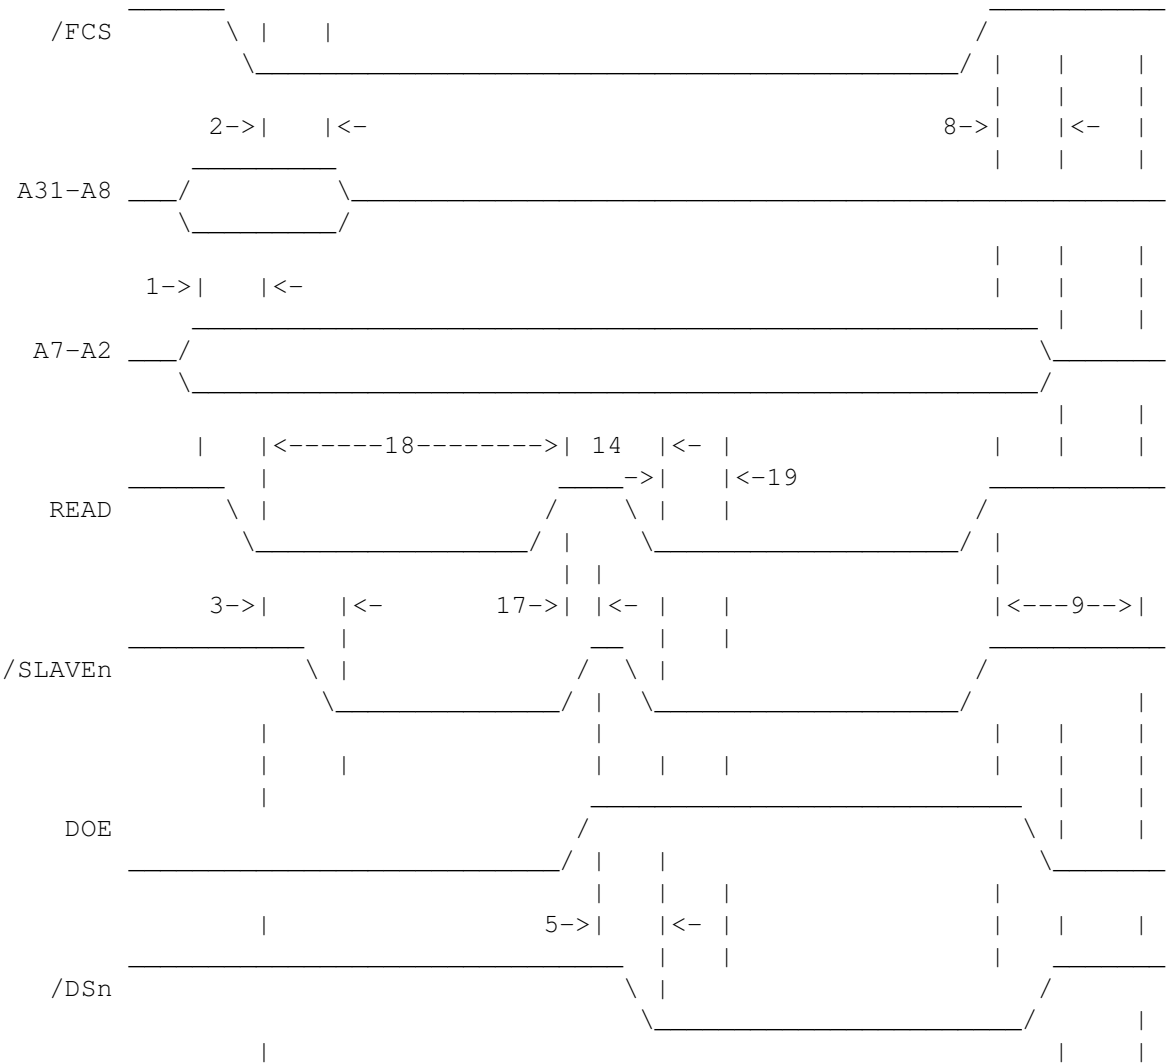 /FCS
2->| |<- 8->| |<-
A31-A8
1->| |<-
A7-A2
|<------18-------->| 14 |<-
->| |<-19
READ
3->| |<- 17->| |<- |<---9-->|
/SLAVEn
DOE
5->| |<-
/DSn